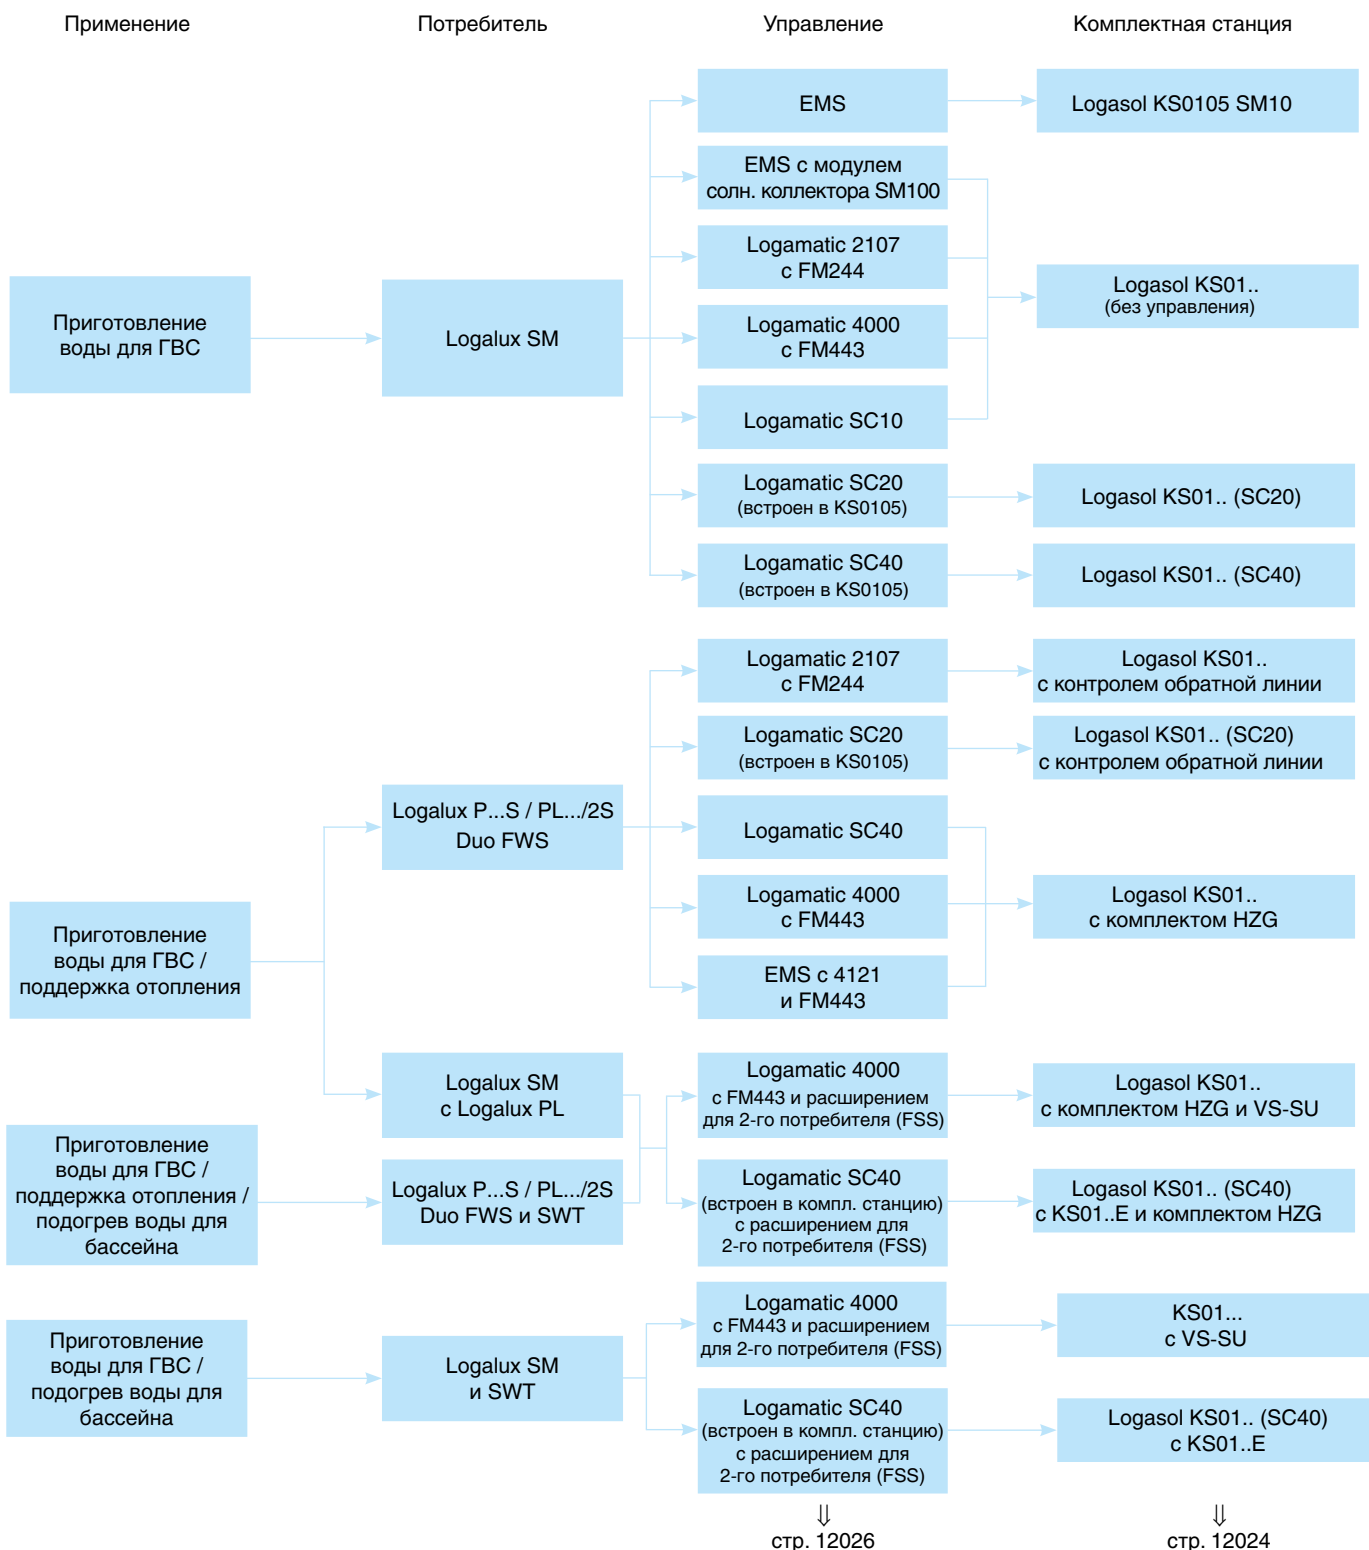 Применение
Потребитель
Управление
Комплектная станция
Приготовление
воды для ГВС
Logalux SM
EMS
Logasol KS0105 SM10
EMS с модулем
солн. коллектора SM100
Logamatic 2107
с FM244
Logamatic 4000
с FM443
Logamatic SC10
Logasol KS01..
(без управления)
Logamatic SC20
(встроен в KS0105)
Logasol KS01.. (SC20)
Logamatic SC40
(встроен в KS0105)
Logasol KS01.. (SC40)
Приготовление
воды для ГВС /
поддержка отопления
Logalux P...S / PL.../2S
Duo FWS
Logamatic 2107
с FM244
Logasol KS01..
с контролем обратной линии
Logamatic SC20
(встроен в KS0105)
Logasol KS01.. (SC20)
с контролем обратной линии
Logamatic SC40
Logamatic 4000
с FM443
EMS с 4121
и FM443
Logasol KS01..
с комплектом HZG
Logalux SM
с Logalux PL
Logamatic 4000
с FM443 и расширением
для 2-го потребителя (FSS)
Logasol KS01..
с комплектом HZG и VS-SU
Приготовление
воды для ГВС /
поддержка отопления /
подогрев воды для
бассейна
Logalux P...S / PL.../2S
Duo FWS и SWT
Logamatic SC40
(встроен в компл. станцию)
с расширением для
2-го потребителя (FSS)
Logasol KS01.. (SC40)
с KS01..E и комплектом HZG
Приготовление
воды для ГВС /
подогрев воды для
бассейна
Logalux SM
и SWT
Logamatic 4000
с FM443 и расширением
для 2-го потребителя (FSS)
KS01...
с VS-SU
Logamatic SC40
(встроен в компл. станцию)
с расширением для
2-го потребителя (FSS)
Logasol KS01.. (SC40)
с KS01..E
⇓
стр. 12026
⇓
стр. 12024